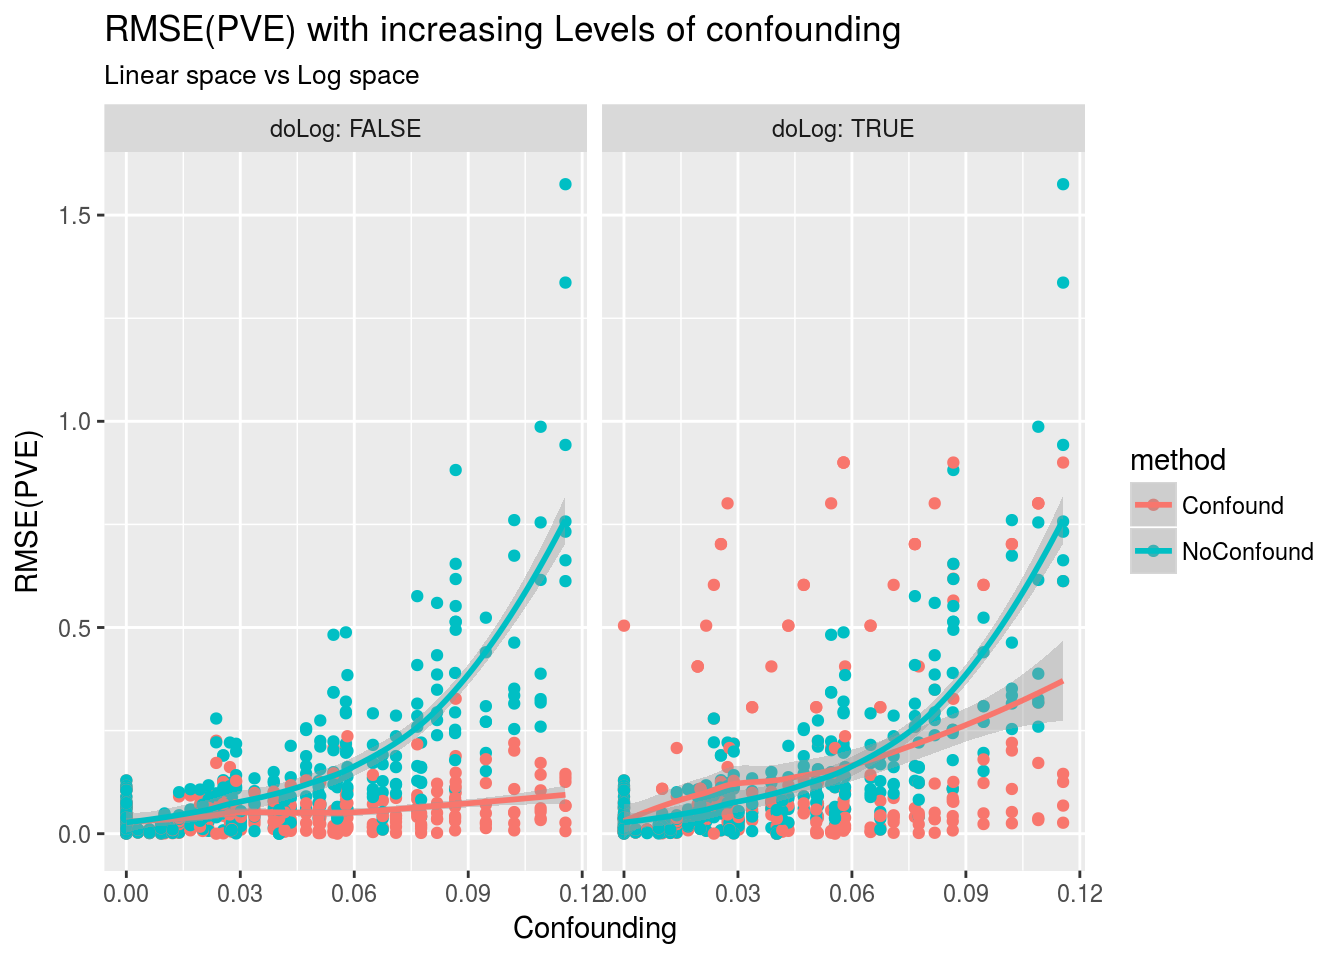 RMSE(PVE) with increasing Levels of confounding
Linear space vs Log space
doLog: FALSE
doLog: TRUE
RMSE(PVE)
1.5
1.0
0.5
0.0
0.00 0.03 0.06 0.09 0.12
0.00 0.03 0.06 0.09 0.12
Confounding
method
Confound
NoConfound